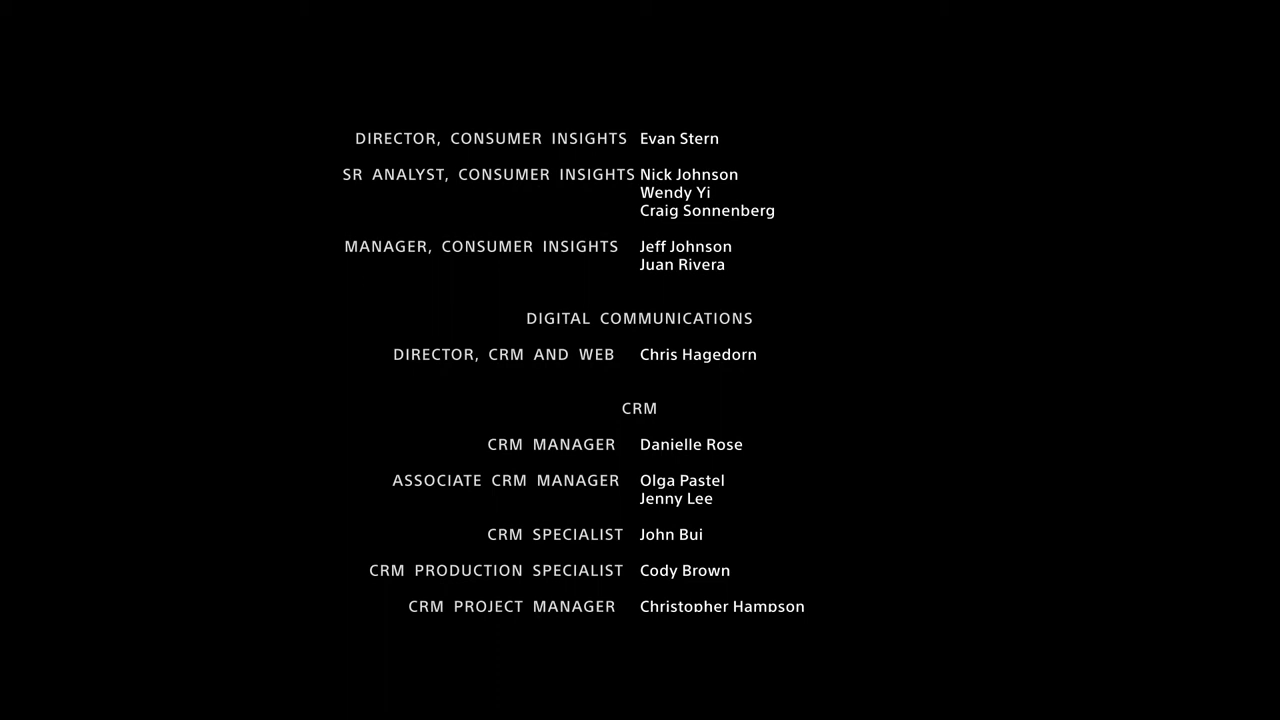 DIRECTOR, CONSUMER INSIGHTS Evan Stern
SR ANALYST, CONSUMER INSIGHTS Nick Johnson
Wendy Yi
Craig Sonnenberg
MANAGER, CONSUMER INSIGHTS Jeff Johnson
Juan Rivera
DIGITAL COMMUNICATIONS
DIRECTOR, CRM AND WEB Chris Hagedorn
CRM
CRM MANAGER Danielle Rose
ASSOCIATE CRM MANAGER Olga Pastel
Jenny Lee
CRM SPECIALIST John Bui
CRM PRODUCTION SPECIALIST Cody Brown
CRM PROJECT MANAGER Christopher Hampson